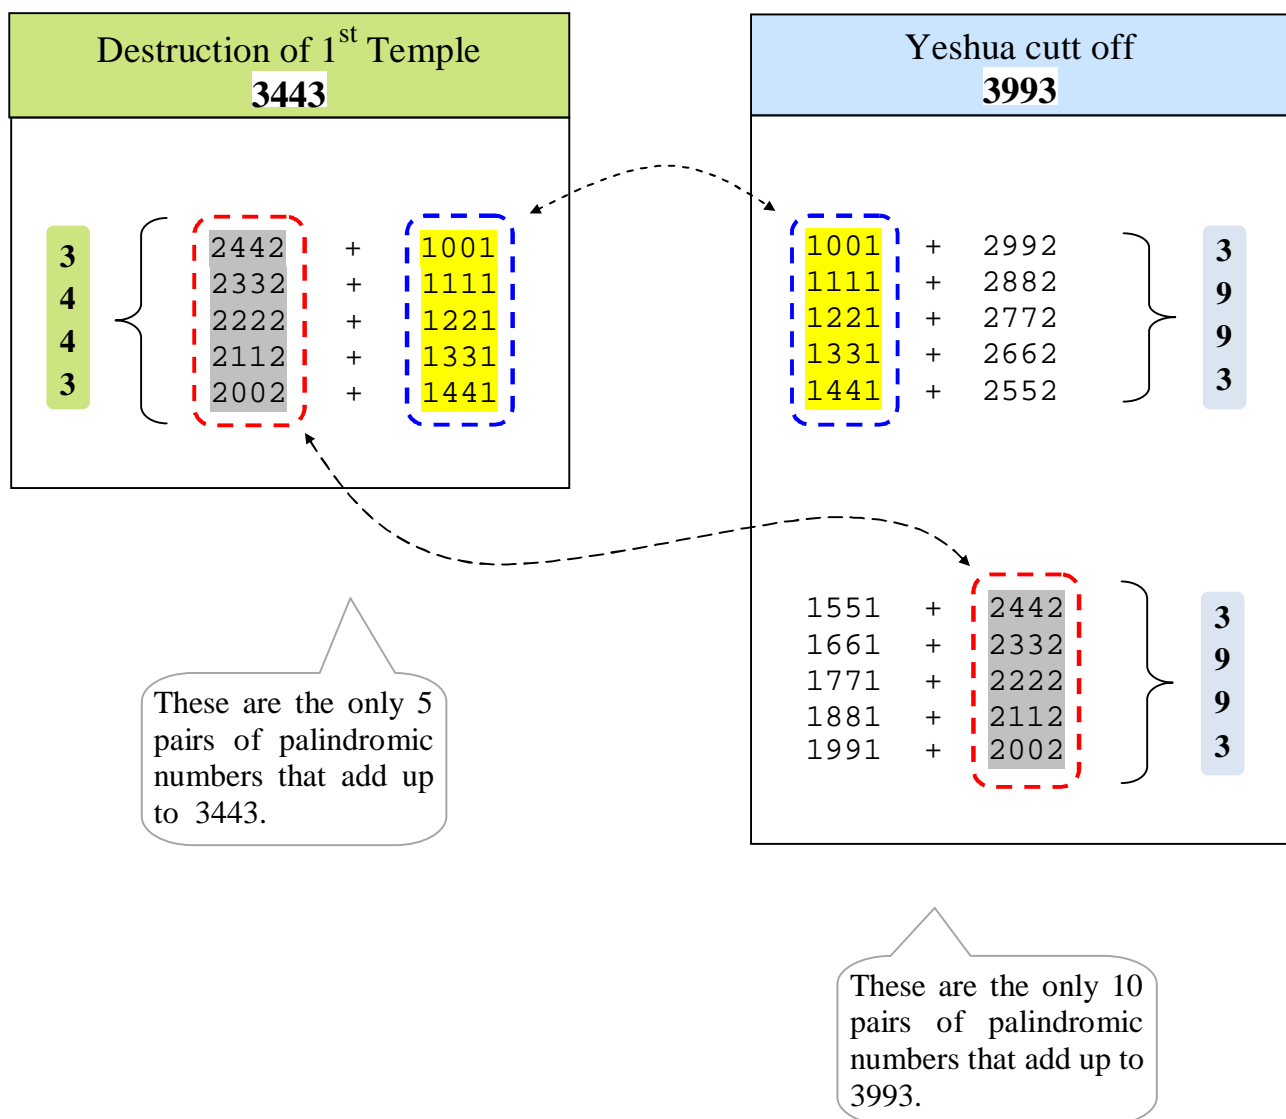 Destruction of 1st Temple
3443
3
4
4
3
2442 + 1001
2332 + 1111
2222 + 1221
2112 + 1331
2002 + 1441
These are the only 5
pairs of palindromic
numbers that add up
to 3443.
Yeshua cutt off
3993
1001 + 2992
1111 + 2882
1221 + 2772
1331 + 2662
1441 + 2552
3
9
9
3
1551 + 2442
1661 + 2332
1771 + 2222
1881 + 2112
1991 + 2002
3
9
9
3
These are the only 10
pairs of palindromic
numbers that add up to
3993.